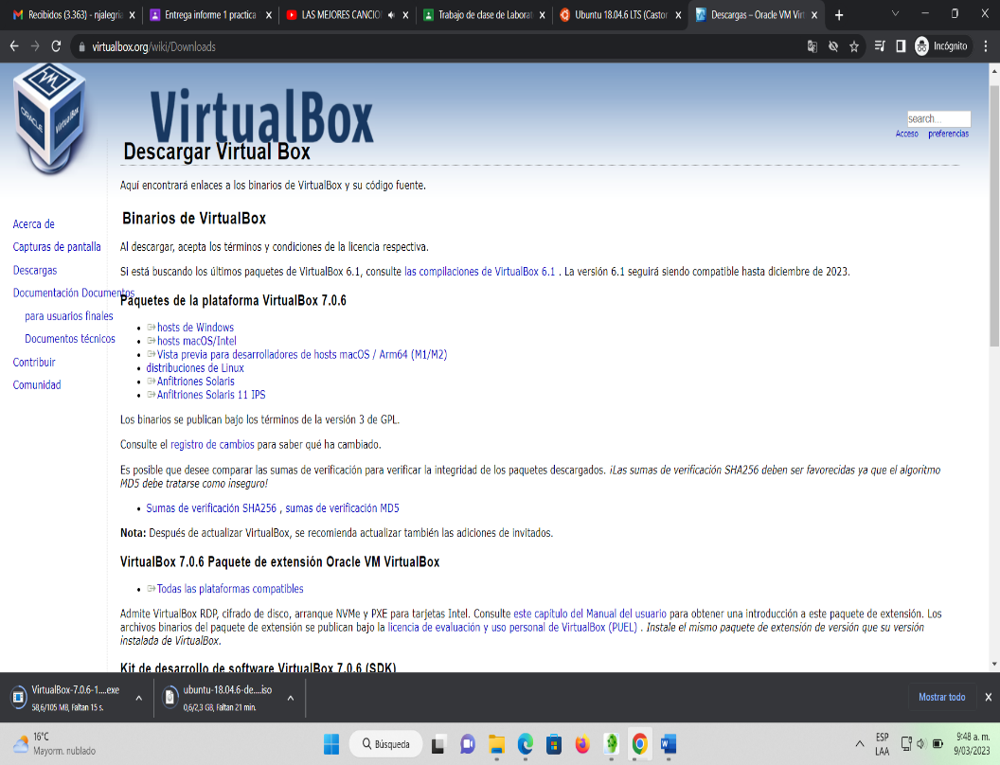 Recibidos (3.363) - njalegria
Entrega informe 1 practica
LAS MEJORES CANCIO
Trabajo de clase de Laborat
Ubuntu 18.04.6 LTS (Castor
Descargas – Oracle VM Virt
virtualbox.org/wiki/Downloads
Incógnito
ORACLE
VirtualBox
VirtualBox
search...
Acceso preferencias
Descargar Virtual Box
Aquí encontrará enlaces a los binarios de VirtualBox y su código fuente.
Acerca de
Capturas de pantalla
Descargas
Documentación Documentos
para usuarios finales
Documentos técnicos
Contribuir
Comunidad
Binarios de VirtualBox
Al descargar, acepta los términos y condiciones de la licencia respectiva.
Si está buscando los últimos paquetes de VirtualBox 6.1, consulte las compilaciones de VirtualBox 6.1 . La versión 6.1 seguirá siendo compatible hasta diciembre de 2023.
Paquetes de la plataforma VirtualBox 7.0.6
hosts de Windows
hosts macOS/Intel
Vista previa para desarrolladores de hosts macOS / Arm64 (M1/M2)
distribuciones de Linux
Anfitriones Solaris
Anfitriones Solaris 11 IPS
Los binarios se publican bajo los términos de la versión 3 de GPL.
Consulte el registro de cambios para saber qué ha cambiado.
Es posible que desee comparar las sumas de verificación para verificar la integridad de los paquetes descargados. ¡Las sumas de verificación SHA256 deben ser favorecidas ya que el algoritmo
MD5 debe tratarse como inseguro!
Sumas de verificación SHA256 , sumas de verificación MD5
Nota: Después de actualizar VirtualBox, se recomienda actualizar también las adiciones de invitados.
VirtualBox 7.0.6 Paquete de extensión Oracle VM VirtualBox
Todas las plataformas compatibles
Admite VirtualBox RDP, cifrado de disco, arranque NVMe y PXE para tarjetas Intel. Consulte este capítulo del Manual del usuario para obtener una introducción a este paquete de extensión. Los
archivos binarios del paquete de extensión se publican bajo la licencia de evaluación y uso personal de VirtualBox (PUEL) . Instale el mismo paquete de extensión de versión que su versión
instalada de VirtualBox.
Kit de desarrollo de software VirtualBox 7.0.6 (SDK)
VirtualBox-7.0.6-1....exe
58,6/105 MB, Faltan 15 s.
ubuntu-18.04.6-de....iso
0,6/2,3 GB, Faltan 21 min.
Mostrar todo
16°C
Mayorm. nublado
Búsqueda
ESP
LAA
9:48 a. m.
9/03/2023